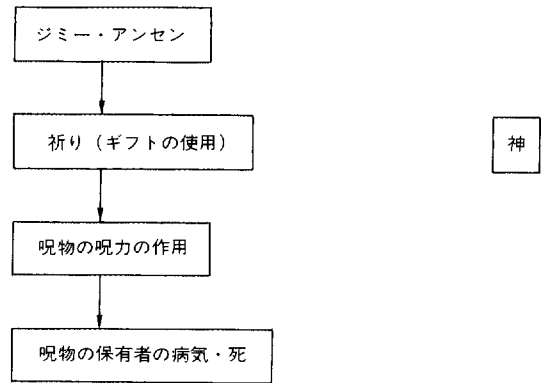 ジミー・アンセン
祈り（ギフトの使用）
神
呪物の呪力の作用
呪物の保有者の病気・死